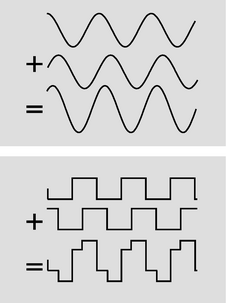 +
=
+
=